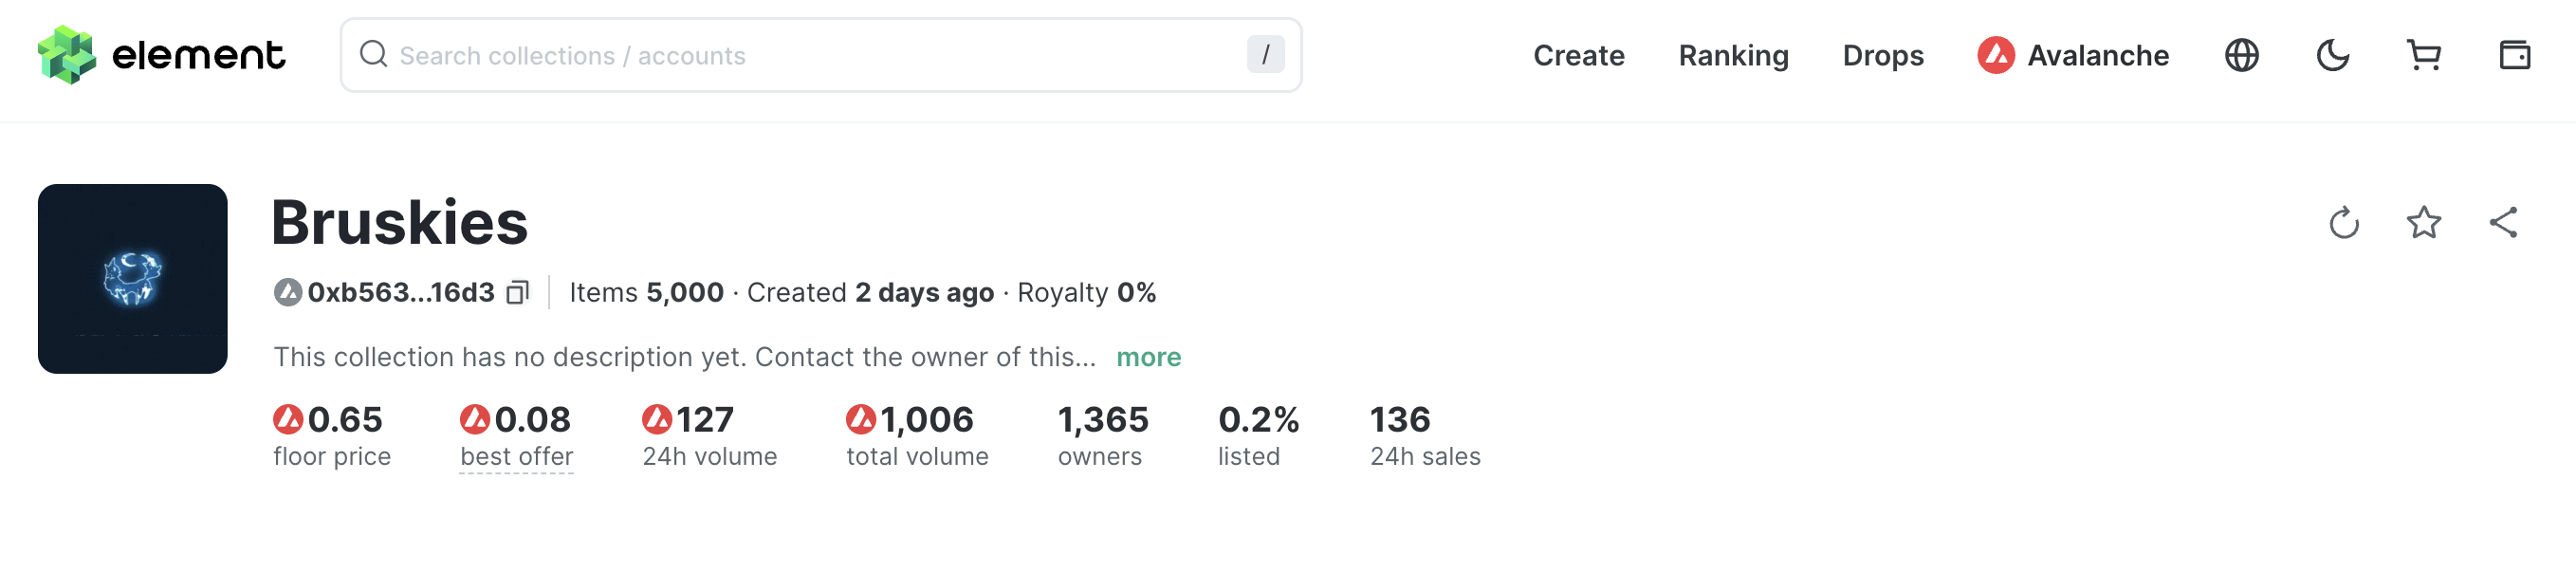 element Search collections / accounts / Create Ranking Drops Avalanche
Bruskies
0xb563...16d3 Items 5,000 · Created 2 days ago · Royalty 0%
This collection has no description yet. Contact the owner of this... more
0.65 0.08 127 1,006 1,365 0.2% 136
floor price best offer 24h volume total volume owners listed 24h sales